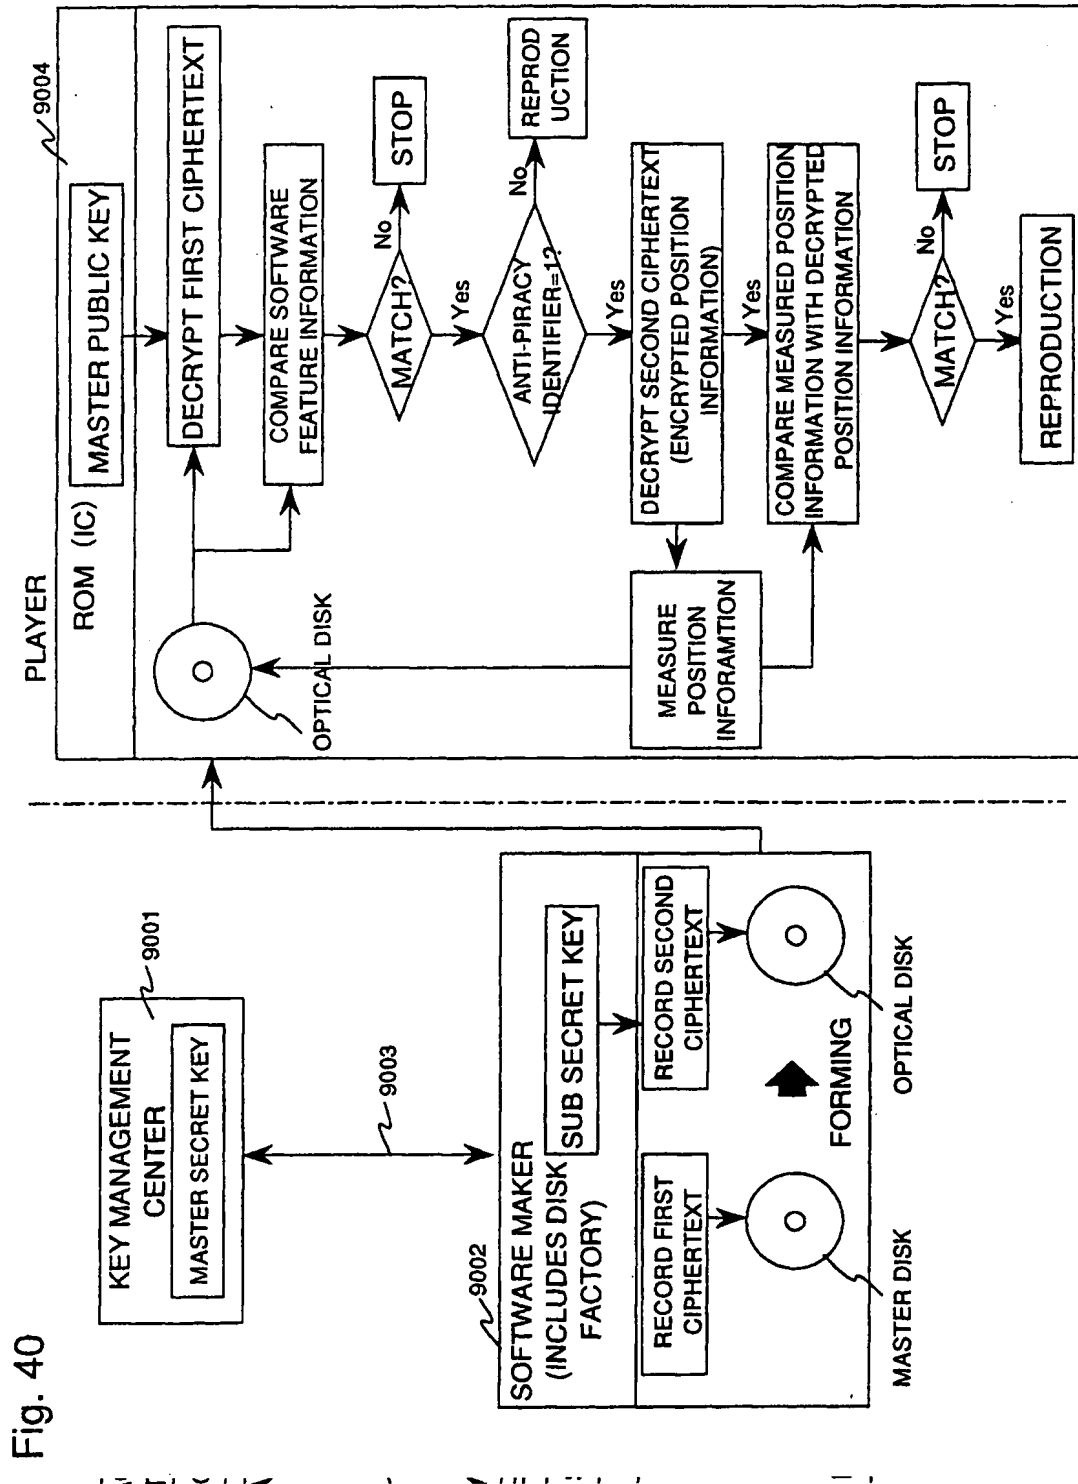 Fig. 40
KEY MANAGEMENT
CENTER
MASTER SECRET KEY
9001
9003
9002
SOFTWARE MAKER
(INCLUDES DISK
FACTORY)
SUB SECRET KEY
RECORD FIRST
CIPHERTEXT
RECORD SECOND
CIPHERTEXT
FORMING
MASTER DISK
OPTICAL DISK
PLAYER
9004
ROM (IC)
MASTER PUBLIC KEY
OPTICAL DISK
DECRYPT FIRST CIPHERTEXT
COMPARE SOFTWARE
FEATURE INFORMATION
MATCH?
No
STOP
Yes
ANTI-PIRACY
IDENTIFIER=1?
No
REPROD
UCTION
Yes
DECRYPT SECOND CIPHERTEXT
(ENCRYPTED POSITION
INFORMATION)
MEASURE
POSITION
INFORAMTION
Yes
COMPARE MEASURED POSITION
INFORMATION WITH DECRYPTED
POSITION INFORMATION
MATCH?
No
STOP
Yes
REPRODUCTION